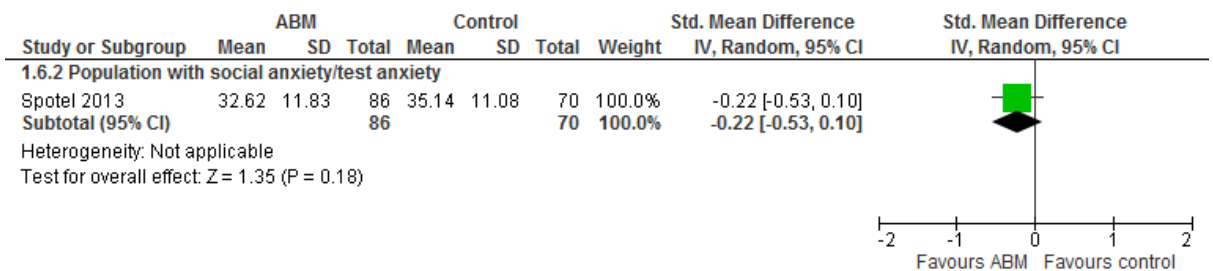 ABM Control Std. Mean Difference Std. Mean Difference
Study or Subgroup Mean SD Total Mean SD Total Weight IV, Random, 95% CI IV, Random, 95% CI
1.6.2 Population with social anxiety/test anxiety
Spotel 2013 32.62 11.83 86 35.14 11.08 70 100.0% -0.22 [-0.53, 0.10]
Subtotal (95% CI) 86 70 100.0% -0.22 [-0.53, 0.10]
Heterogeneity: Not applicable
Test for overall effect: Z = 1.35 (P = 0.18)
-2 -1 0 1 2
Favours ABM Favours control